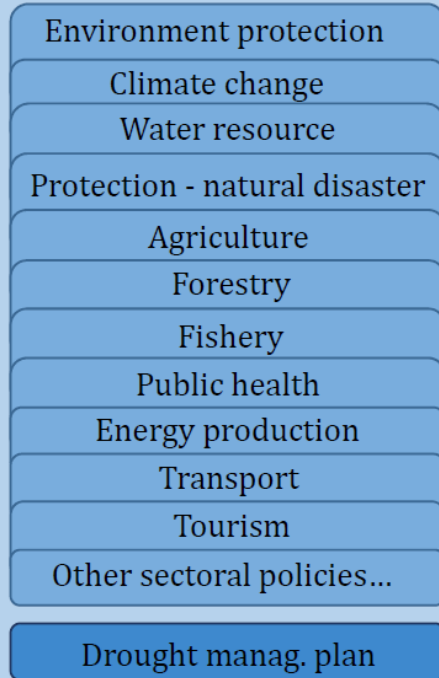 Environment protection
Climate change
Water resource
Protection - natural disaster
Agriculture
Forestry
Fishery
Public health
Energy production
Transport
Tourism
Other sectoral policies...
Drought manag. plan